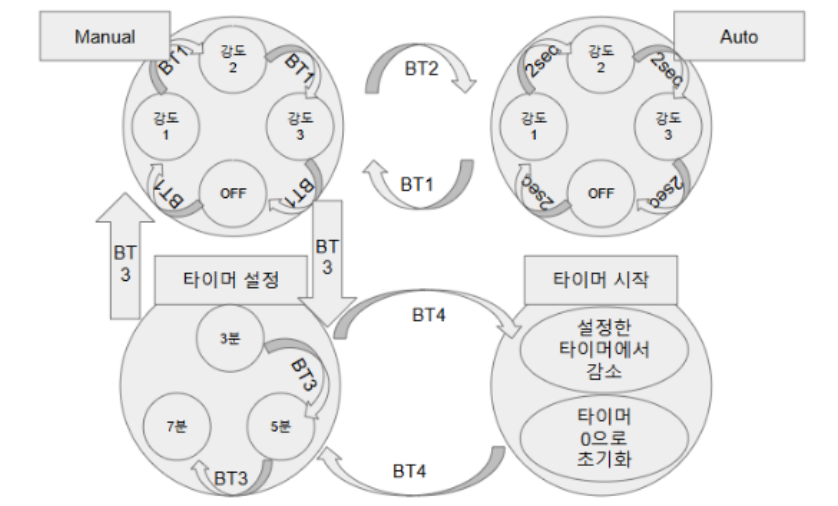 Manual
BT1
강도
2
BT1
강도
1
강도
3
BT1
OFF
BT1
BT2
BT1
Auto
2sec
강도
2
2sec
강도
1
강도
3
2sec
OFF
2sec
BT
3
BT
3
타이머 설정
3분
BT3
7분
5분
BT3
BT4
BT4
타이머 시작
설정한
타이머에서
감소
타이머
0으로
초기화